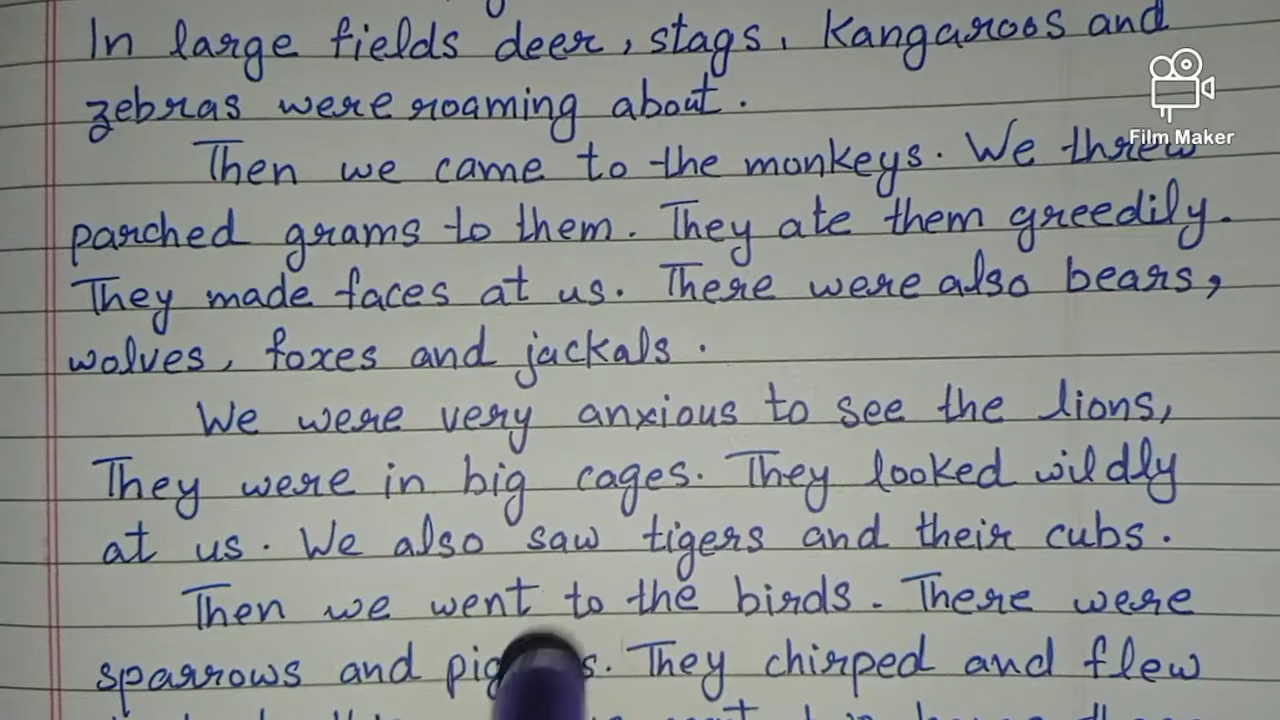 In large fields deer, stags, Kangaroos and
zebras were roaming about.
Film Maker
Then we came to the monkeys. We threw
parched grams to them. They ate them greedily.
They made faces at us. There were also bears,
wolves, foxes and jackals.
We were very anxious to see the lions,
They were in big cages. They looked wildly
at us. We also saw tigers and their cubs.
Then we went to the birds. There were
sparrows and They chirped and flew